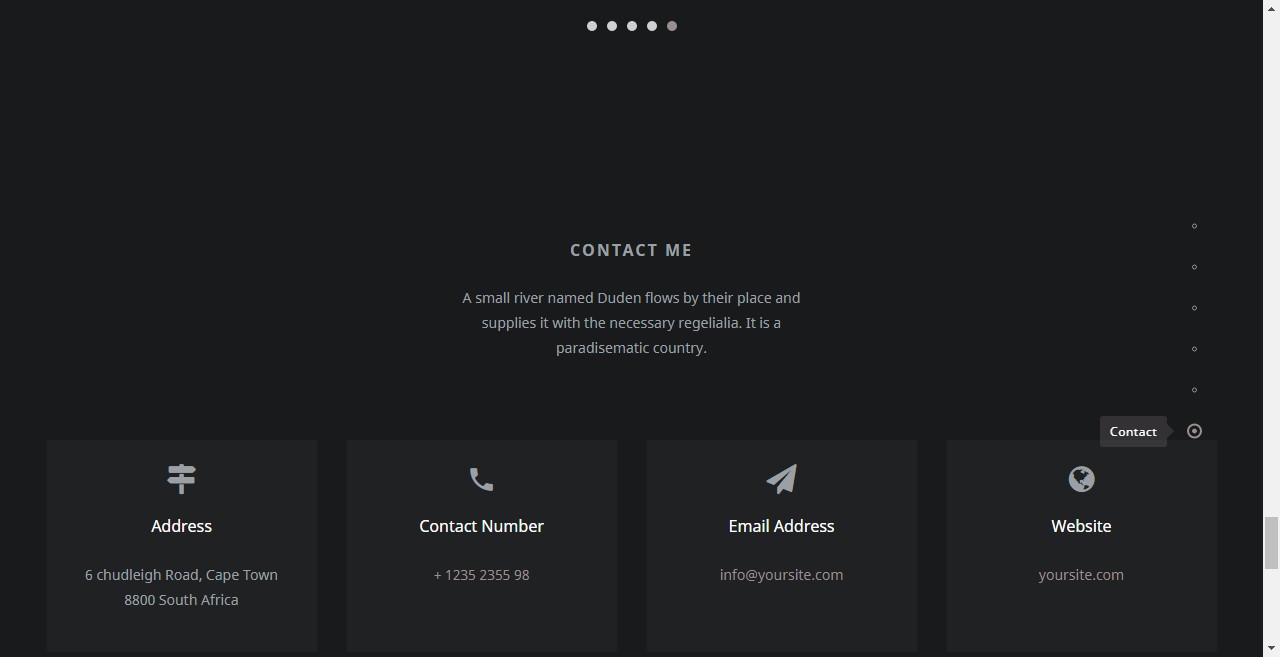 CONTACT ME
A small river named Duden flows by their place and
supplies it with the necessary regelialia. It is a
paradisematic country.
Contact
Address
6 chudleigh Road, Cape Town
8800 South Africa
Contact Number
+ 1235 2355 98
Email Address
info@yoursite.com
Website
yoursite.com